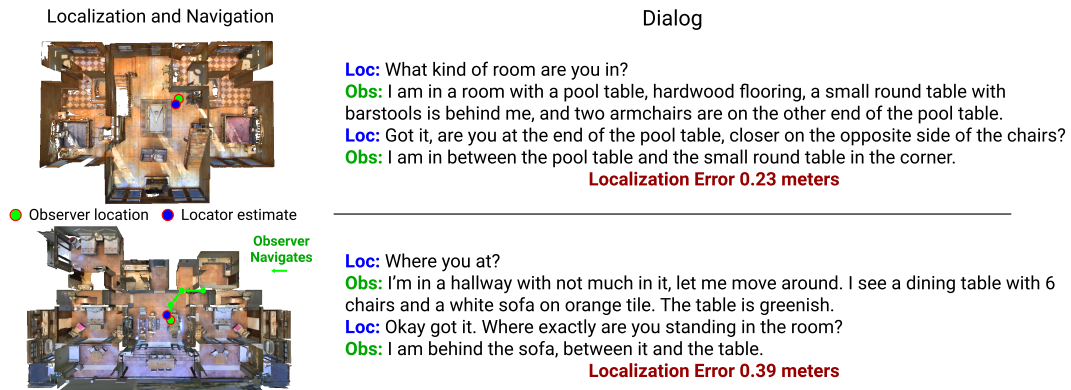 Localization and Navigation
Dialog
Loc: What kind of room are you in?
Obs: I am in a room with a pool table, hardwood flooring, a small round table with
barstools is behind me, and two armchairs are on the other end of the pool table.
Loc: Got it, are you at the end of the pool table, closer on the opposite side of the chairs?
Obs: I am in between the pool table and the small round table in the corner.
Localization Error 0.23 meters
Observer location
Locator estimate
Observer
Navigates
Loc: Where you at?
Obs: I'm in a hallway with not much in it, let me move around. I see a dining table with 6
chairs and a white sofa on orange tile. The table is greenish.
Loc: Okay got it. Where exactly are you standing in the room?
Obs: I am behind the sofa, between it and the table.
Localization Error 0.39 meters